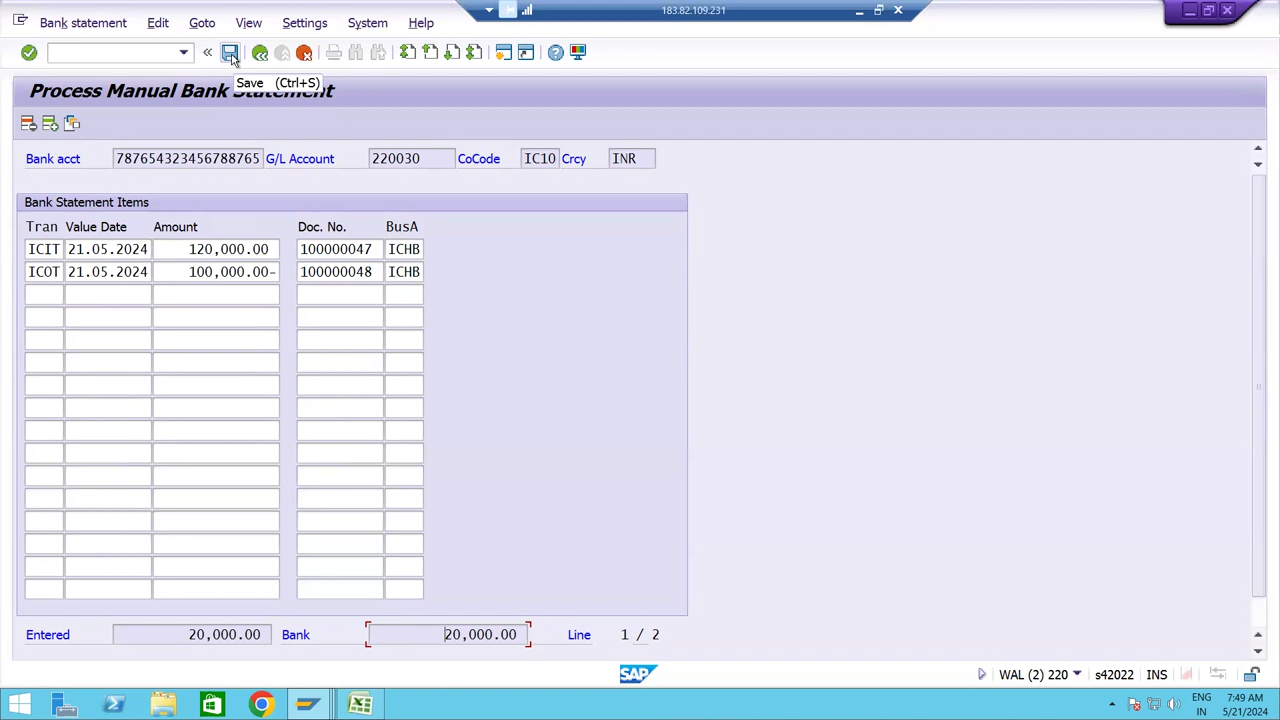 183.82.109.231
Bank statement Edit Goto View Settings System Help
Save (Ctrl+S)
Process Manual Bank Statement
Bank acct 787654323456788765 G/L Account 220030 CoCode IC10 Crcy INR
Bank Statement Items
Tran Value Date Amount Doc. No. BusA
ICIT 21.05.2024 120,000.00 100000047 ICHB
ICOT 21.05.2024 100,000.00- 100000048 ICHB
Entered 20,000.00 Bank 20,000.00 Line 1 / 2
SAP WAL (2) 220 s42022 INS
ENG 7:49 AM
IN 5/21/2024